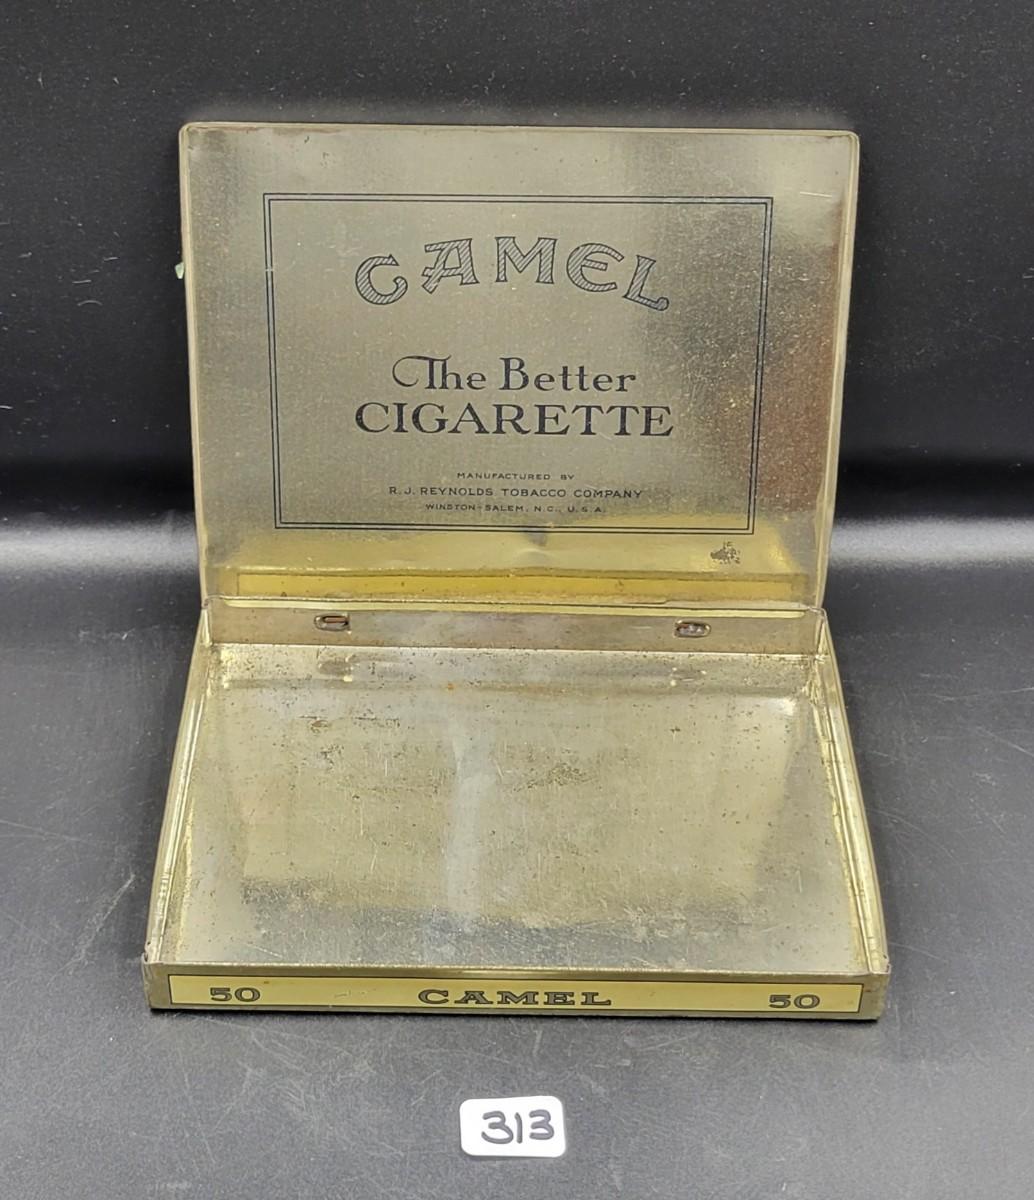 CAMEL
The Better
CIGARETTE
MANUFACTURED BY
R. J. REYNOLDS TOBACCO COMPANY
WINSTON-SALEM, N.C., U.S.A.
50 CAMEL 50
313